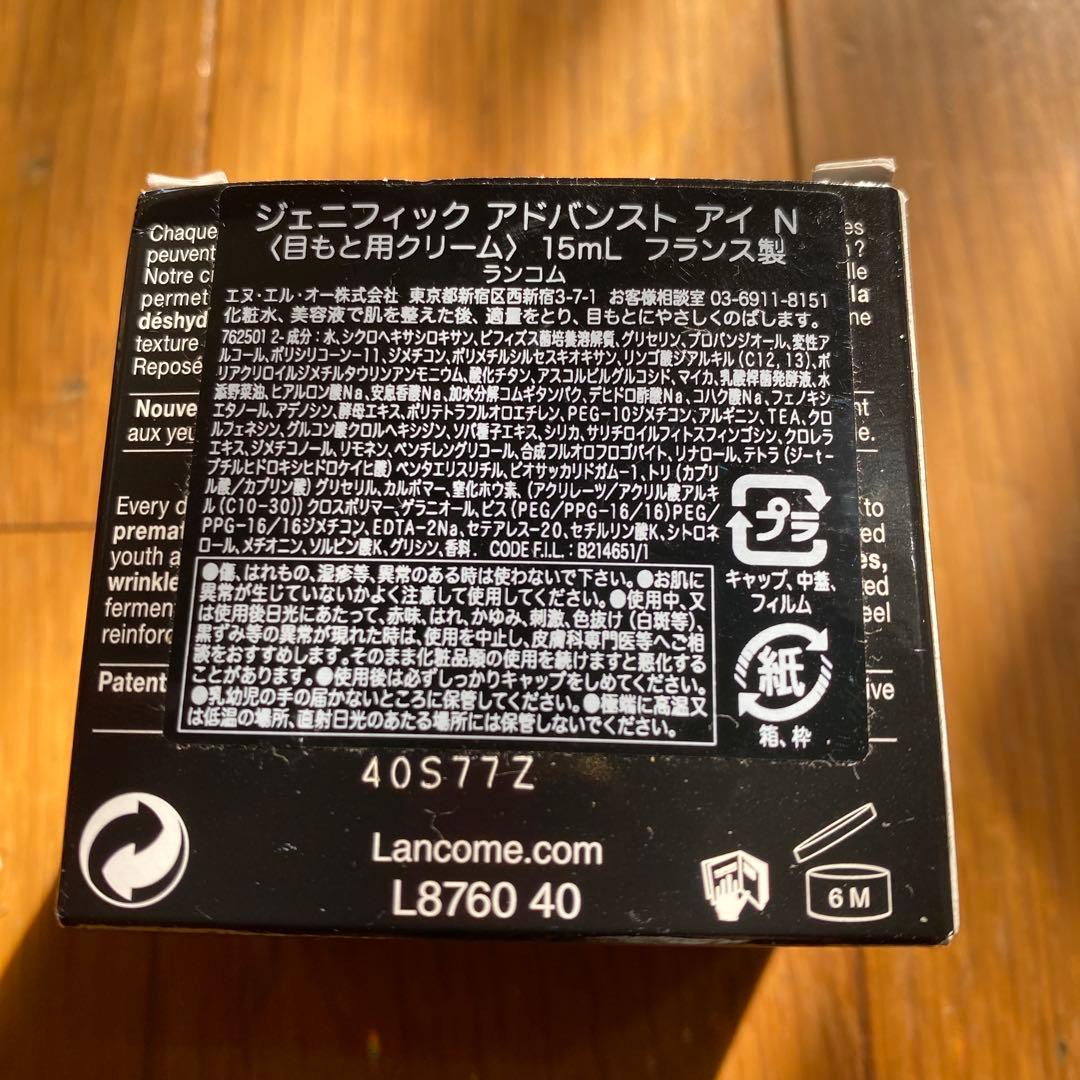 ジェニフィック アドバンスト アイ N
〈目もと用クリーム〉 15mL フランス製
ランコム
エヌ・エル・オー株式会社 東京都新宿区西新宿3-7-1 お客様相談室 03-6911-8151
化粧水、美容液で肌を整えた後、適量をとり、目もとにやさしくのばします。
762501 2- 成分：水、シクロヘキサシロキサン、ビフィズス菌培養溶解質、グリセリン、プロパンジオール、変性ア
ルコール、ポリシリコーン-11、ジメチコン、ポリメチルシルセスキオキサン、リンゴ酸ジアルキル（C12，13）、ポ
リアクリロイルジメチルタウリンアンモニウム、酸化チタン、アスコルビルグルコシド、マイカ、乳酸桿菌発酵液、水
添野菜油、ヒアルロン酸Na、安息香酸Na、加水分解コムギタンパク、デヒドロ酢酸Na、コハク酸Na、フェノキシ
エタノール、アデノシン、酵母エキス、ポリテトラフルオロエチレン、PEG-10ジメチコン、アルギニン、TEA、クロ
ルフェネシン、グルコン酸クロルヘキシジン、ソバ種子エキス、シリカ、サリチロイルフィトスフィンゴシン、クロレラ
エキス、ジメチコノール、リモネン、ペンチレングリコール、合成フルオロフロゴパイト、リナロール、テトラ（ジ-t-
ブチルヒドロキシヒドロケイヒ酸）ペンタエリスリチル、ビオサッカリドガム-1、トリ（カプリ
ル酸／カプリン酸）グリセリル、カルボマー、窒化ホウ素、（アクリレーツ／アクリル酸アルキ
ル（C10-30））クロスポリマー、ゲラニオール、ビス（PEG/PPG-16/16）PEG/
PPG-16/16ジメチコン、EDTA-2Na、セテアレス-20、セチルリン酸K、シトロネ
ロール、メチオニン、ソルビン酸K、グリシン、香料. CODE F.I.L.：B214651/1
●傷、はれもの、湿疹等、異常のある時は使わないで下さい。●お肌に
異常が生じていないかよく注意して使用してください。●使用中、又
は使用後日光にあたって、赤味、はれ、かゆみ、刺激、色抜け（白斑等）、
黒ずみ等の異常が現れた時は、使用を中止し、皮膚科専門医等へご相
談をおすすめします。そのまま化粧品類の使用を続けますと悪化する
ことがあります。●使用後は必ずしっかりキャップをしめてください。
●乳幼児の手の届かないところに保管してください。●極端に高温又
は低温の場所、直射日光のあたる場所には保管しないでください。
プラ
キャップ、中蓋、
フィルム
紙
箱、枠
Chaque
peuvent
Notre
permet
déshyd
texture
Reposé
Nouve
aux yeu
Every d
premat
youth a
wrinkle
fermen
reinforc
Patent
es
n?
lle
la
me
nt
e.
to
ed
es,
ted
eel
ive
40S77Z
Lancome.com
L8760 40
6 M